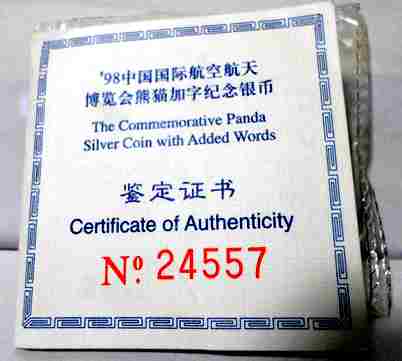 '98中国国际航空航天
博览会熊猫加字纪念银币
The Commemorative Panda
Silver Coin with Added Words
鉴定证书
Certificate of Authenticity
No. 24557